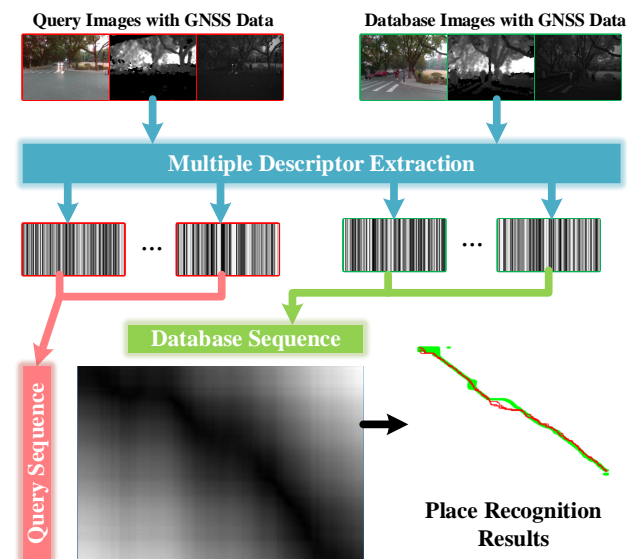 Query Images with GNSS Data
Database Images with GNSS Data
Multiple Descriptor Extraction
...
...
Database Sequence
Query Sequence
Place Recognition
Results